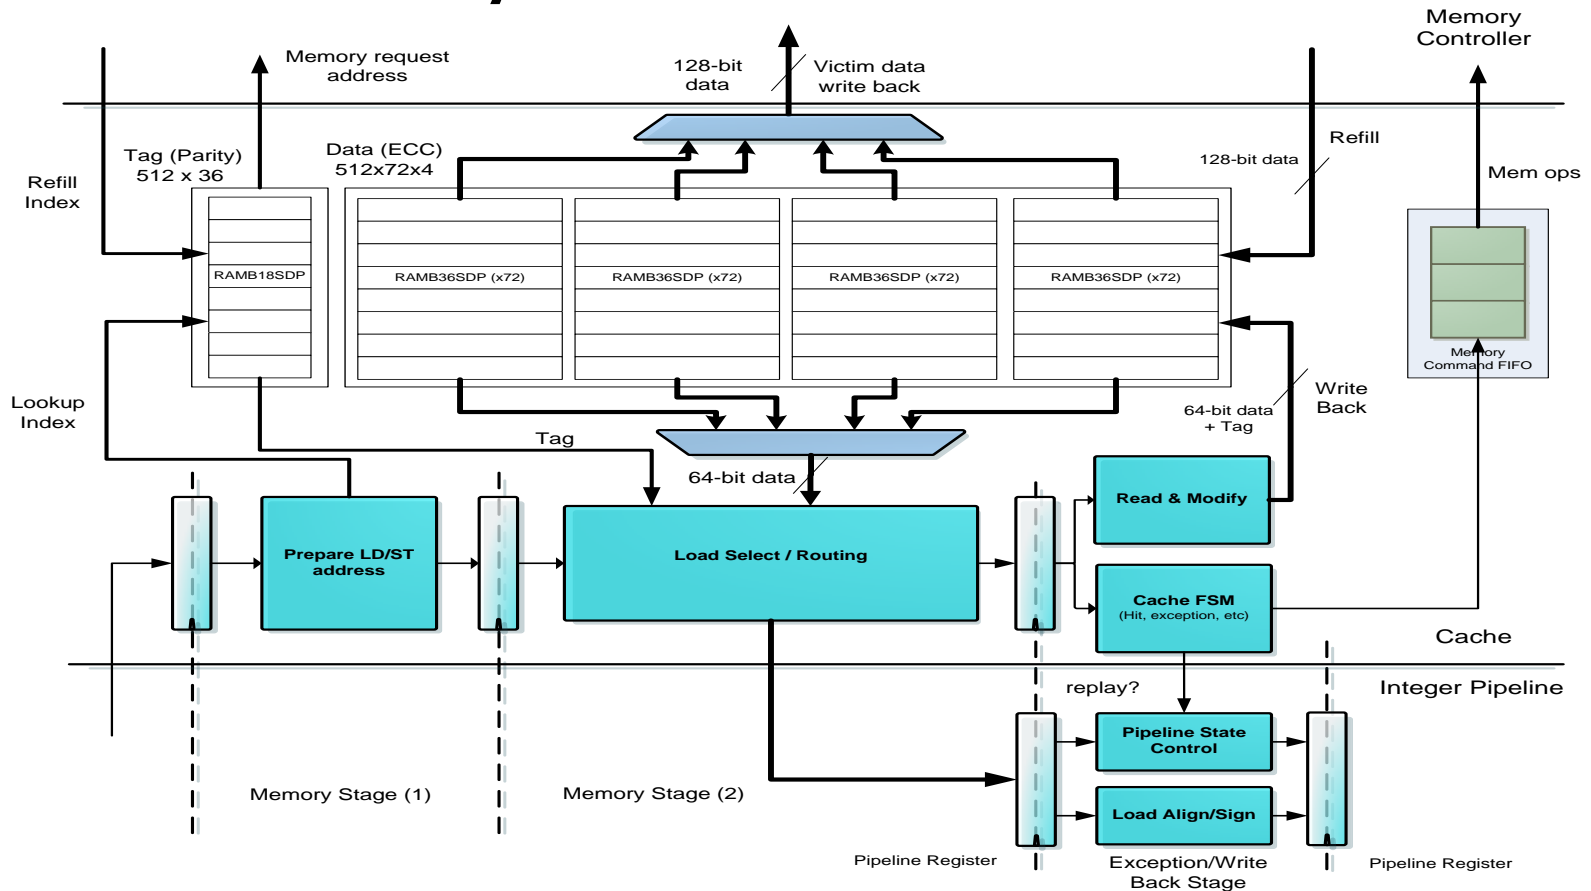 Memory
Controller
Memory request
address
128-bit
data
Victim data
write back
Tag (Parity)
512 x 36
Data (ECC)
512x72x4
Refill
128-bit data
Refill
Index
Mem ops
RAMB18SDP
RAMB36SDP (x72)
RAMB36SDP (x72)
RAMB36SDP (x72)
RAMB36SDP (x72)
Memory
Command FIFO
Lookup
Index
Write
Back
64-bit data
+ Tag
Tag
64-bit data
Read & Modify
Prepare LD/ST
address
Load Select / Routing
Cache FSM
(Hit, exception, etc)
Cache
replay?
Integer Pipeline
Pipeline State
Control
Memory Stage (1)
Memory Stage (2)
Load Align/Sign
Pipeline Register
Exception/Write
Back Stage
Pipeline Register